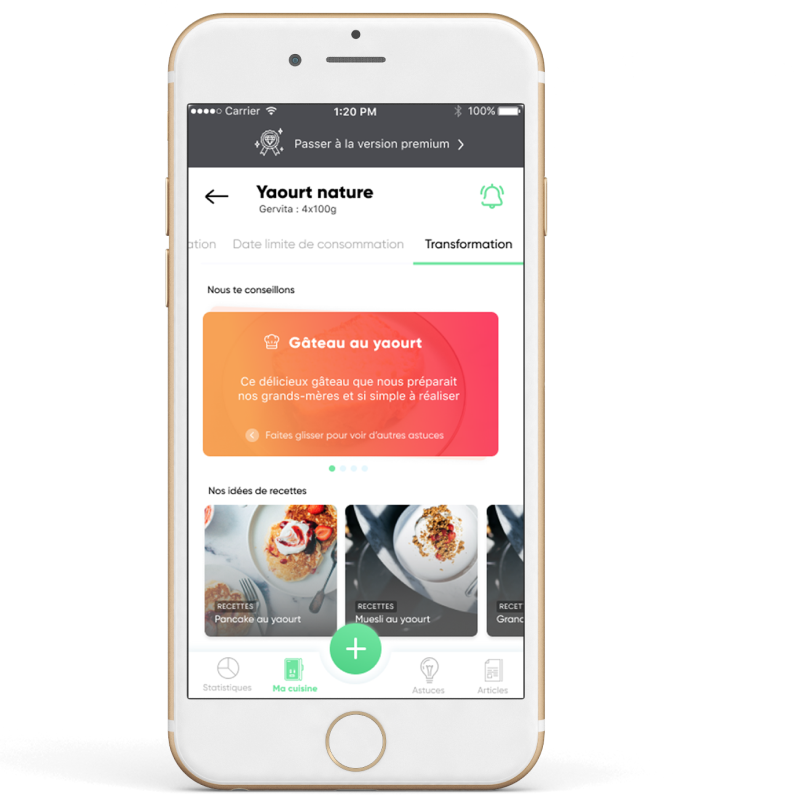 Carrier
1:20 PM
100%
Passer à la version premium
Yaourt nature
Gervita : 4x100g
ation
Date limite de consommation
Transformation
Nous te conseillons
Gâteau au yaourt
Ce délicieux gâteau que nous préparait
nos grands-mères et si simple à réaliser
Faites glisser pour voir d'autres astuces
Nos idées de recettes
RECETTES
Pancake au yaourt
RECETTES
Muesli au yaourt
RECET
Grand
Statistiques
Ma cuisine
Astuces
Articles